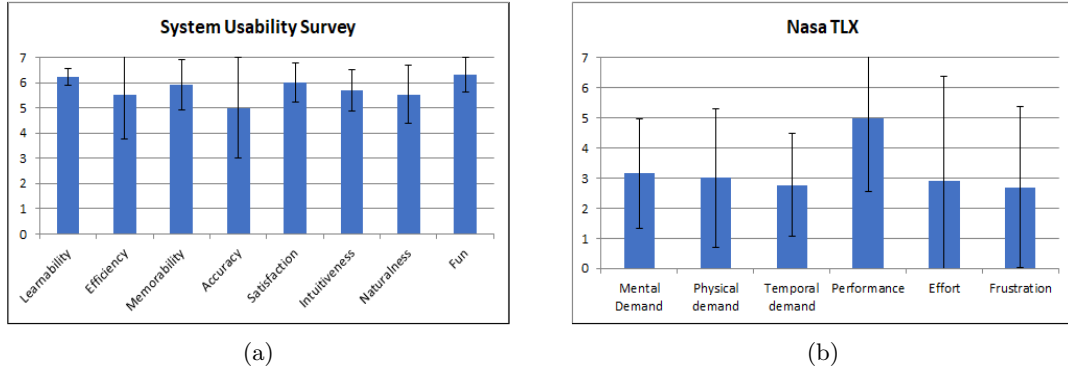 System Usability Survey
7
6
5
4
3
2
1
0
Learnability
Efficiency
Memorability
Accuracy
Satisfaction
Intuitiveness
Naturalness
Fun
(a)
Nasa TLX
7
6
5
4
3
2
1
0
Mental
Demand
Physical
demand
Temporal
demand
Performance
Effort
Frustration
(b)